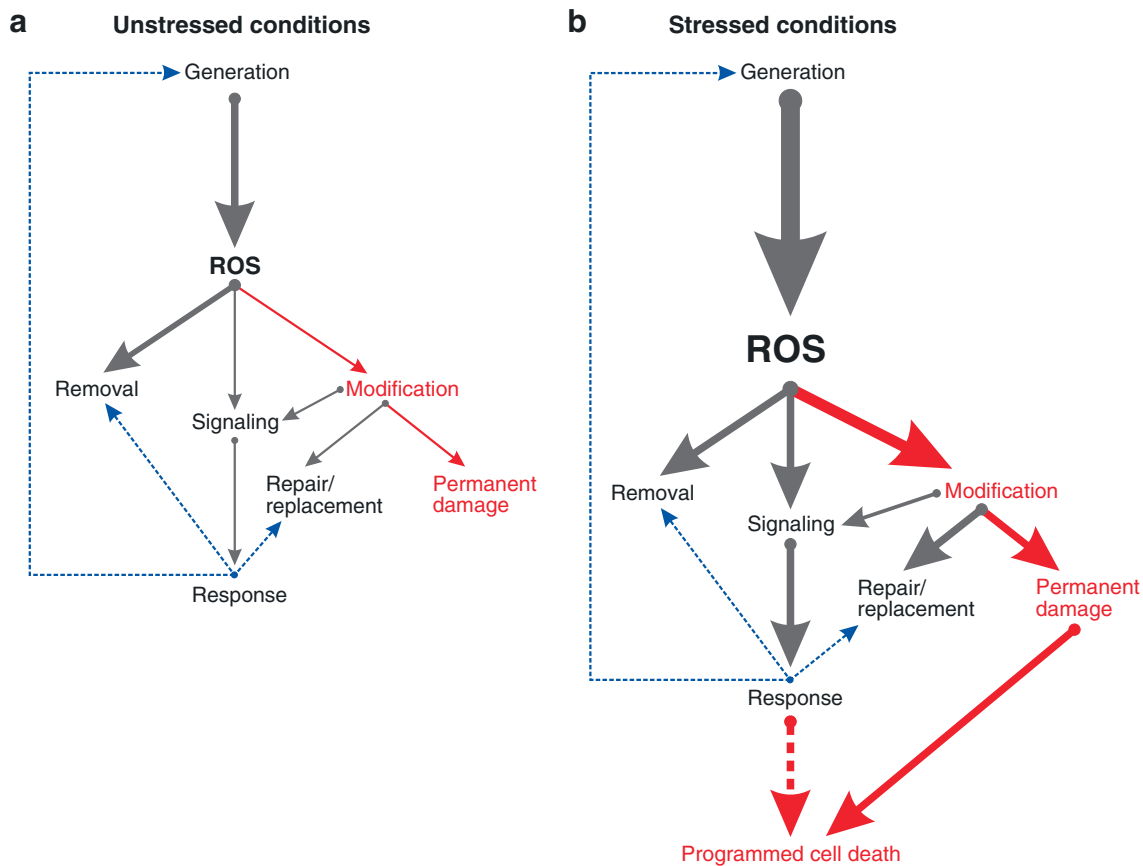 a
Unstressed conditions
Generation
ROS
Removal
Modification
Signaling
Repair/
replacement
Permanent
damage
Response
b
Stressed conditions
Generation
ROS
Removal
Modification
Signaling
Repair/
replacement
Permanent
damage
Response
Programmed cell death